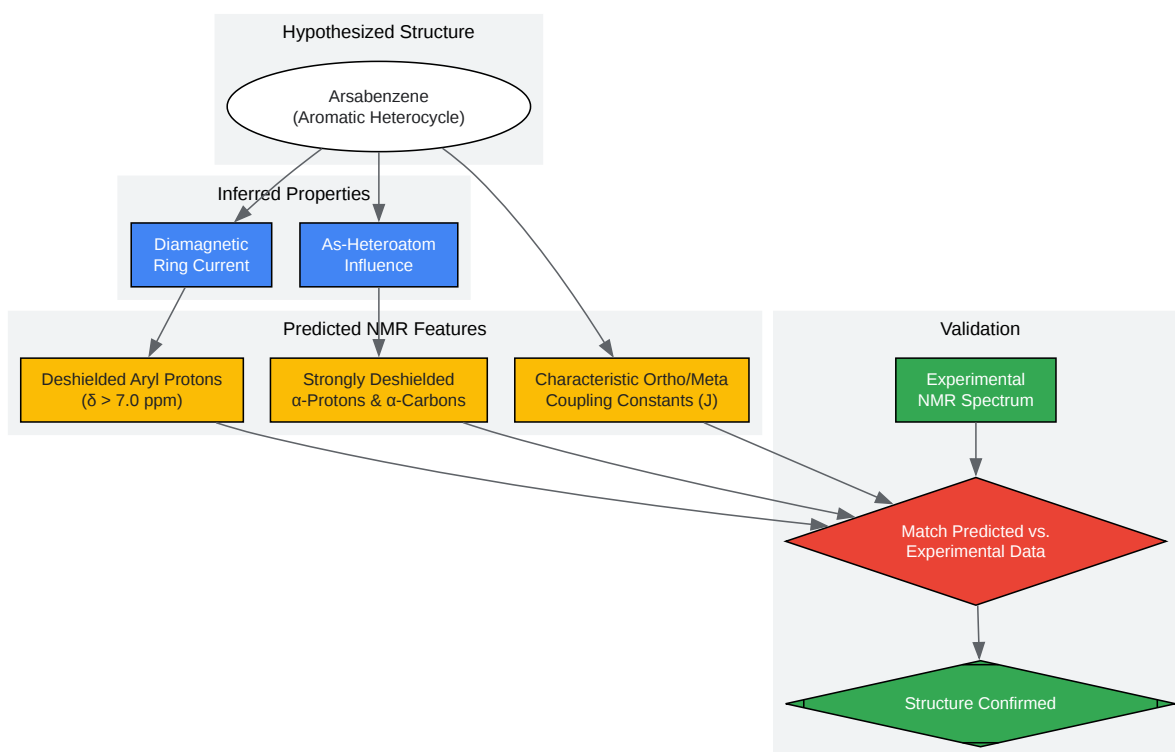 Hypothesized Structure
Arsabenzene
(Aromatic Heterocycle)
Inferred Properties
Diamagnetic
Ring Current
As-Heteroatom
Influence
Predicted NMR Features
Deshielded Aryl Protons
(δ > 7.0 ppm)
Strongly Deshielded
α-Protons & α-Carbons
Characteristic Ortho/Meta
Coupling Constants (J)
Validation
Experimental
NMR Spectrum
Match Predicted vs.
Experimental Data
Structure Confirmed